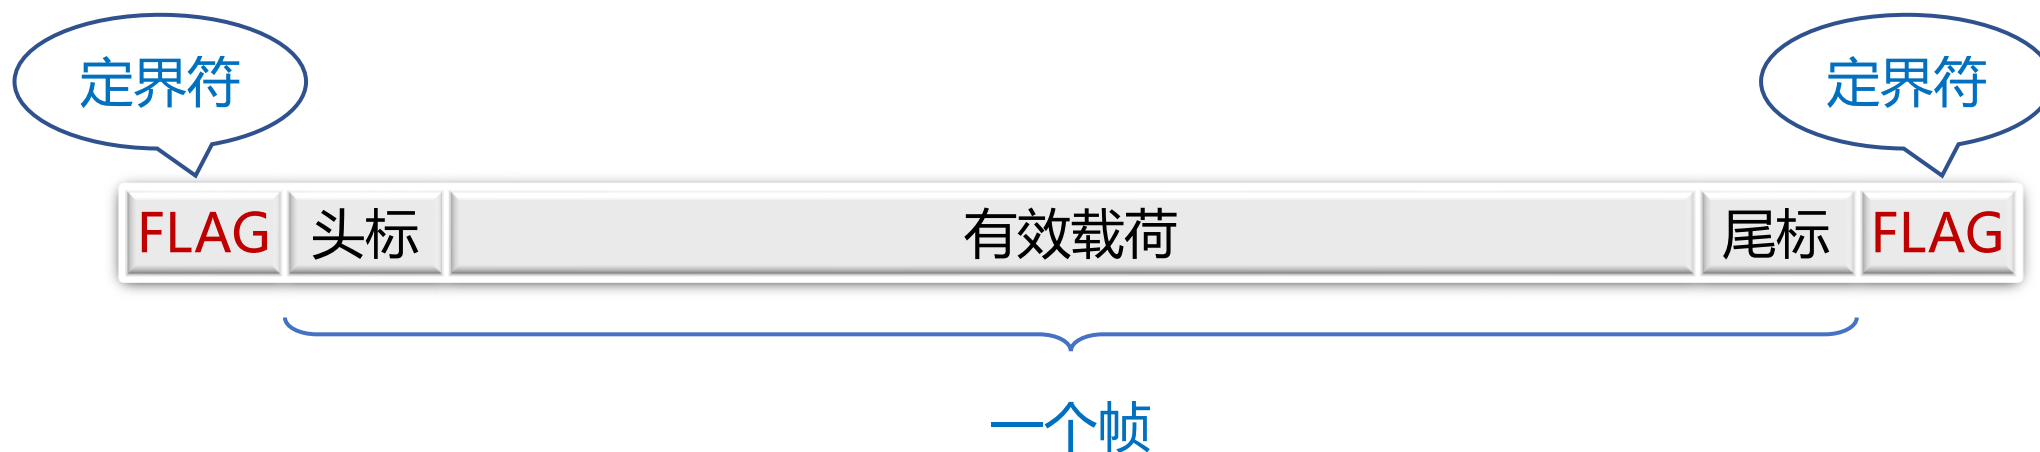 定界符 定界符
FLAG 头标 有效载荷 尾标 FLAG
一个帧